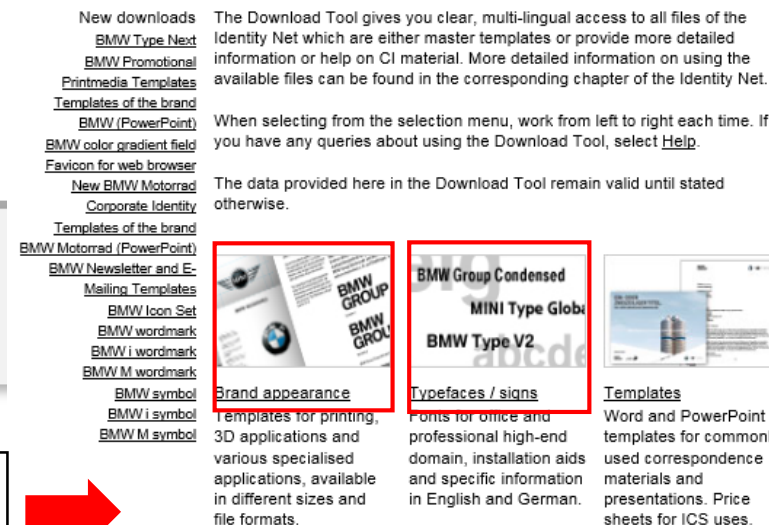 New downloads
BMW Type Next
BMW Promotional
Printmedia Templates
Templates of the brand
BMW (PowerPoint)
BMW color gradient field
Favicon for web browser
New BMW Motorrad
Corporate Identity
Templates of the brand
BMW Motorrad (PowerPoint)
BMW Newsletter and E-
Mailing Templates
BMW Icon Set
BMW wordmark
BMW i wordmark
BMW M wordmark
BMW symbol
BMW i symbol
BMW M symbol
The Download Tool gives you clear, multi-lingual access to all files of the
Identity Net which are either master templates or provide more detailed
information or help on CI material. More detailed information on using the
available files can be found in the corresponding chapter of the Identity Net.
When selecting from the selection menu, work from left to right each time. If
you have any queries about using the Download Tool, select Help.
The data provided here in the Download Tool remain valid until stated
otherwise.
BMW
GROUP
BMW
GROU
Brand appearance
Templates for printing,
3D applications and
various specialised
applications, available
in different sizes and
file formats.
erg
BMW Group Condensed
MINI Type Globa
BMW Type V2
abcde
Typefaces / signs
Fonts for office and
professional high-end
domain, installation aids
and specific information
in English and German.
Templates
Word and PowerPoint
templates for commonl
used correspondence
materials and
presentations. Price
sheets for ICS uses.